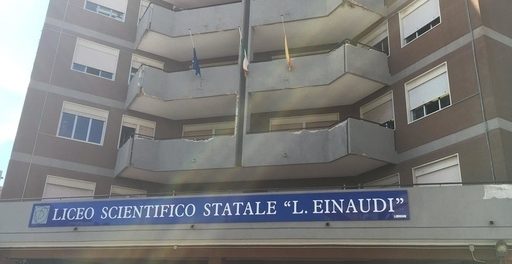 LICEO SCIENTIFICO STATALE "L. EINAUDI"